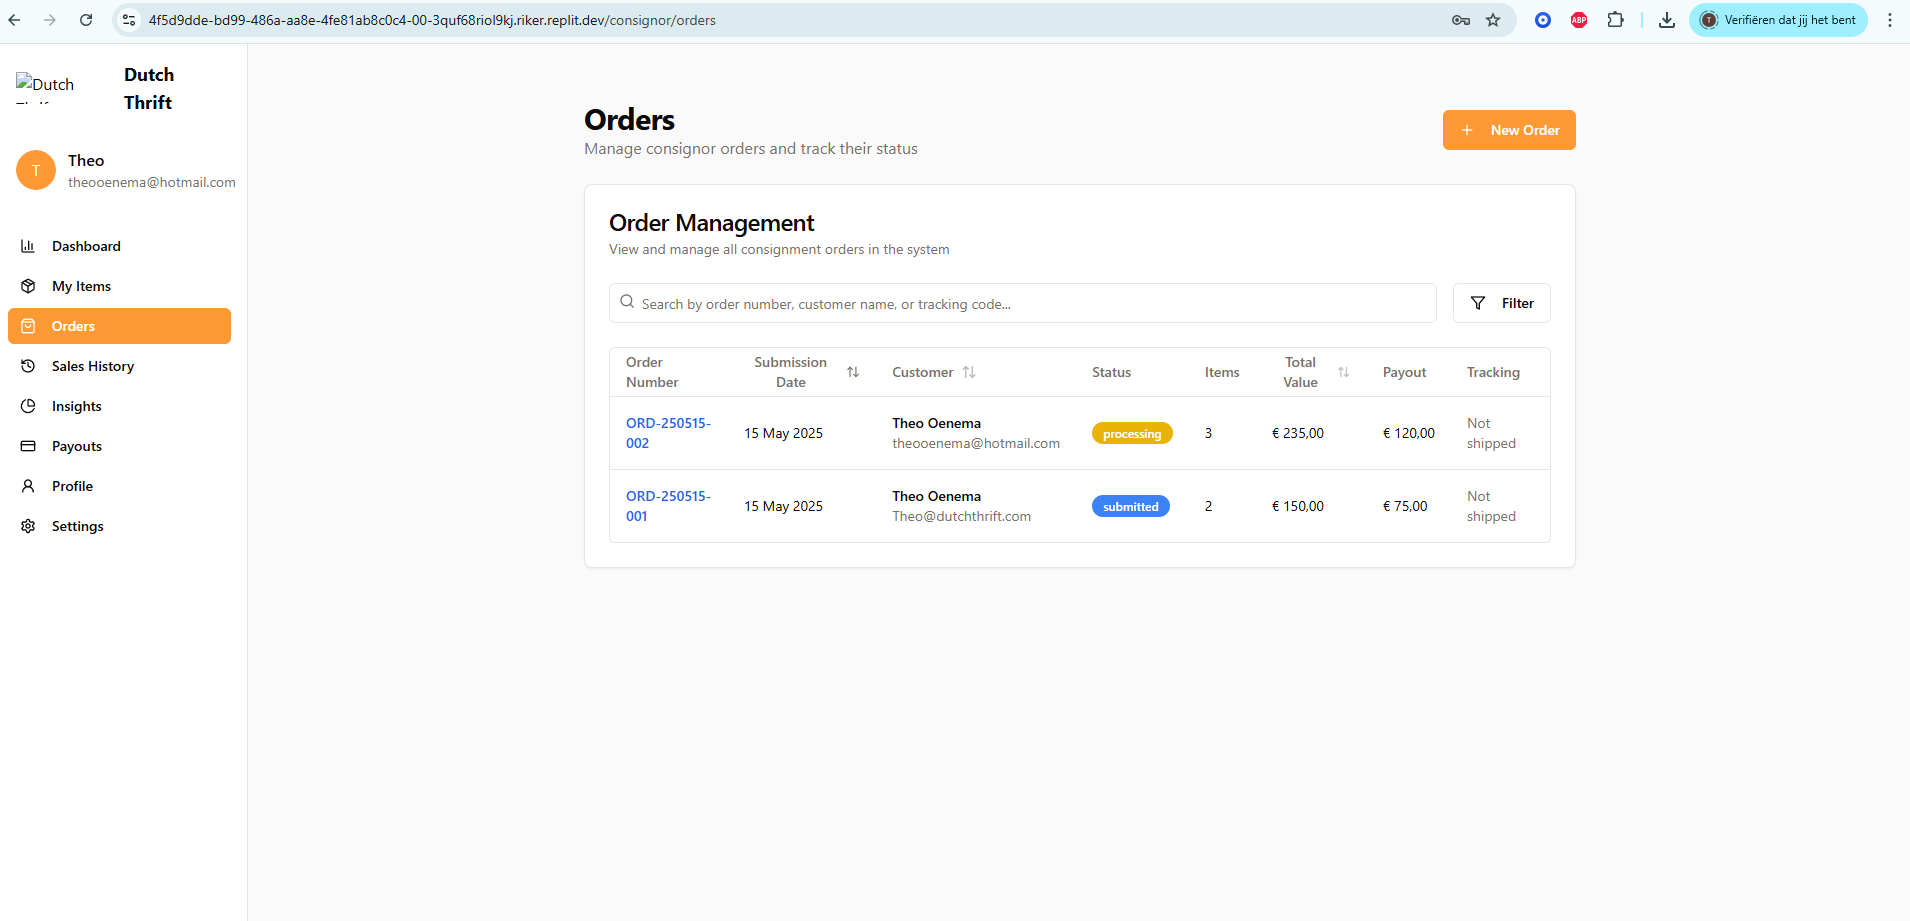 4f5d9dde-bd99-486a-aa8e-4fe81ab8c0c4-00-3quf68riol9kj.riker.replit.dev/consignor/orders
ABP
T
Verifiëren dat jij het bent
Dutch
Dutch
Thrift
T
Theo
theooenema@hotmail.com
Dashboard
My Items
Orders
Sales History
Insights
Payouts
Profile
Settings
Orders
Manage consignor orders and track their status
+ New Order
Order Management
View and manage all consignment orders in the system
Search by order number, customer name, or tracking code...
Filter
Order Number
Submission Date
Customer
Status
Items
Total Value
Payout
Tracking
ORD-250515-002
15 May 2025
Theo Oenema
theooenema@hotmail.com
processing
3
€ 235,00
€ 120,00
Not shipped
ORD-250515-001
15 May 2025
Theo Oenema
Theo@dutchthrift.com
submitted
2
€ 150,00
€ 75,00
Not shipped